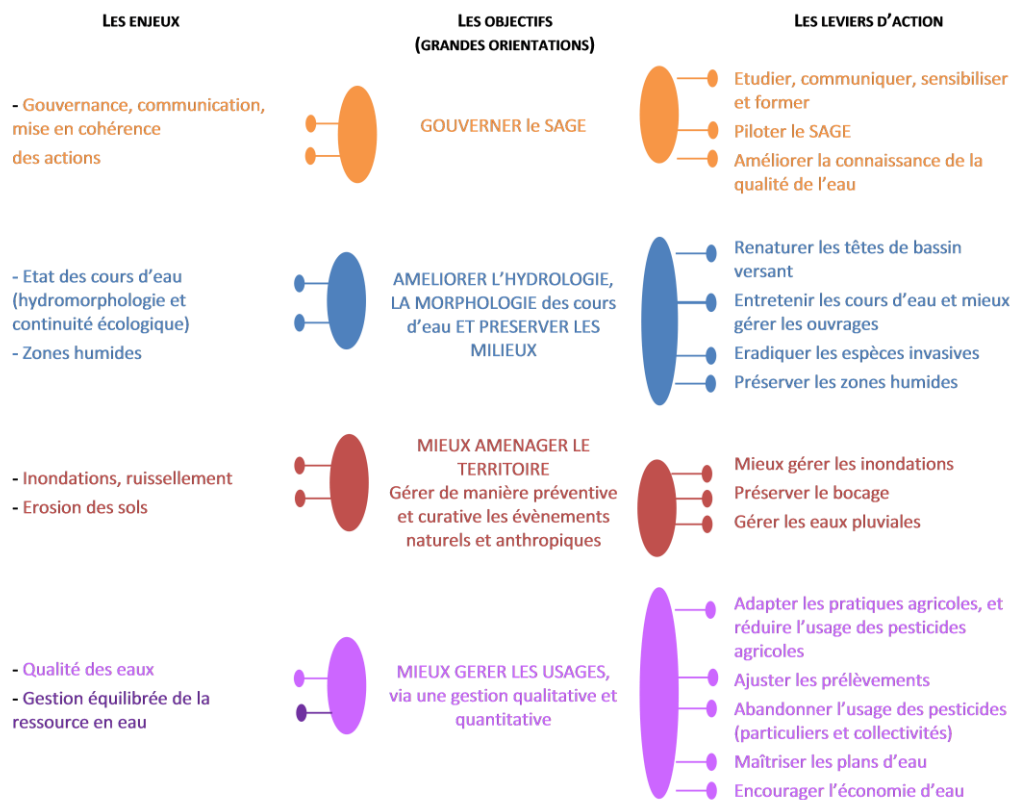 LES ENJEUX
LES OBJECTIFS
(GRANDES ORIENTATIONS)
LES LEVIERS D'ACTION
- Gouvernance, communication,
mise en cohérence
des actions
GOUVERNER le SAGE
Etudier, communiquer, sensibiliser
et former
Piloter le SAGE
Améliorer la connaissance de la
qualité de l'eau
- Etat des cours d'eau
(hydromorphologie et
continuité écologique)
- Zones humides
AMELIORER L'HYDROLOGIE,
LA MORPHOLOGIE des cours
d'eau ET PRESERVER LES
MILIEUX
Renaturer les têtes de bassin
versant
Entretenir les cours d'eau et mieux
gérer les ouvrages
Eradiquer les espèces invasives
Préserver les zones humides
- Inondations, ruissellement
- Erosion des sols
MIEUX AMENAGER LE
TERRITOIRE
Gérer de manière préventive
et curative les évènements
naturels et anthropiques
Mieux gérer les inondations
Préserver le bocage
Gérer les eaux pluviales
- Qualité des eaux
- Gestion équilibrée de la
ressource en eau
MIEUX GERER LES USAGES,
via une gestion qualitative et
quantitative
Adapter les pratiques agricoles, et
réduire l'usage des pesticides
agricoles
Ajuster les prélèvements
Abandonner l'usage des pesticides
(particuliers et collectivités)
Maîtriser les plans d'eau
Encourager l'économie d'eau